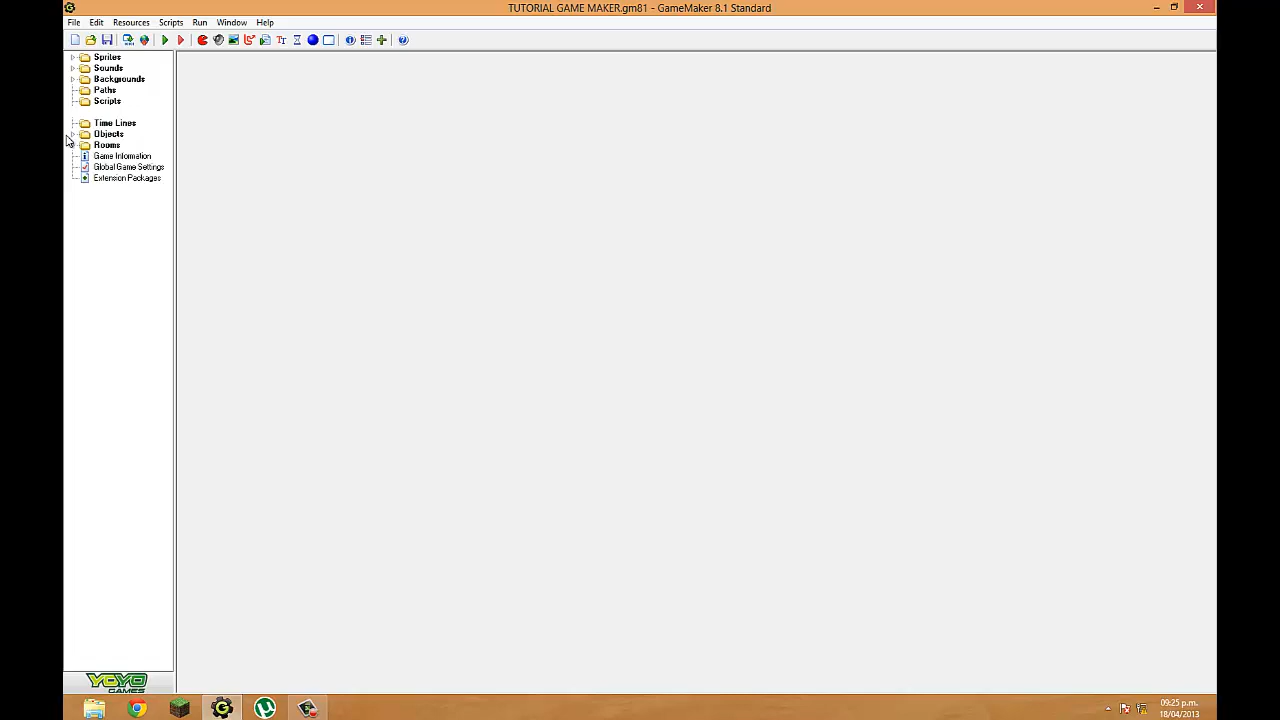 TUTORIAL GAME MAKER.gm81 - GameMaker 8.1 Standard
File Edit Resources Scripts Run Window Help
Sprites
Sounds
Backgrounds
Paths
Scripts
Time Lines
Objects
Rooms
Game Information
Global Game Settings
Extension Packages
YOYO
GAMES
09:25 p.m.
18/04/2013